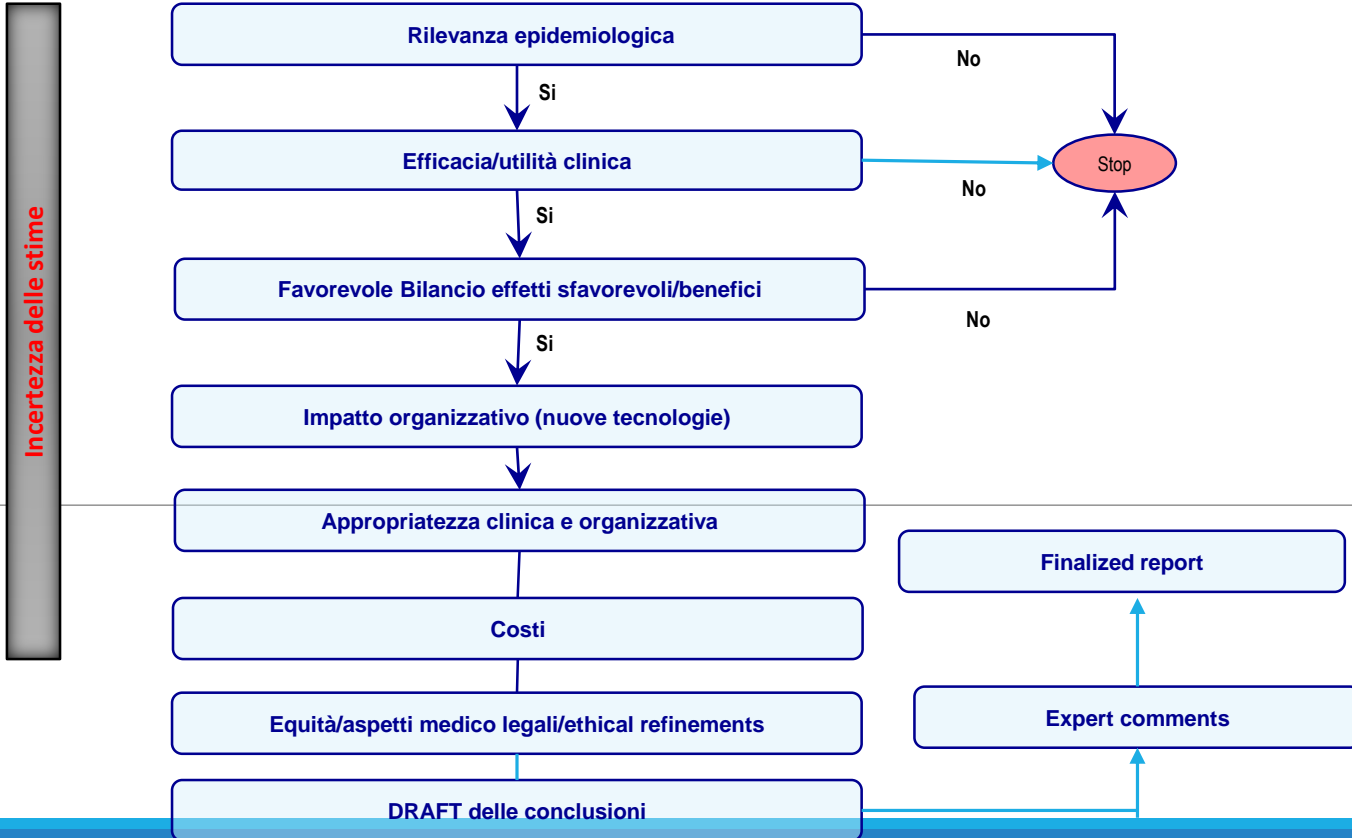 Incertezza delle stime
Rilevanza epidemiologica
No
Si
Efficacia/utilità clinica
Stop
No
Si
Favorevole Bilancio effetti sfavorevoli/benefici
No
Si
Impatto organizzativo (nuove tecnologie)
Appropriatezza clinica e organizzativa
Finalized report
Costi
Equità/aspetti medico legali/ethical refinements
Expert comments
DRAFT delle conclusioni